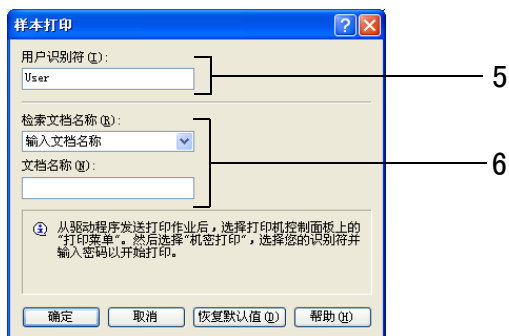 样本打印
用户识别符(I):
User
5
检索文档名称(R):
输入文档名称
文档名称(N):
6
从驱动程序发送打印作业后，选择打印机控制面板上的
“打印菜单”。然后选择“机密打印”，选择您的识别符并
输入密码以开始打印。
确定 取消 恢复默认值(D) 帮助(H)